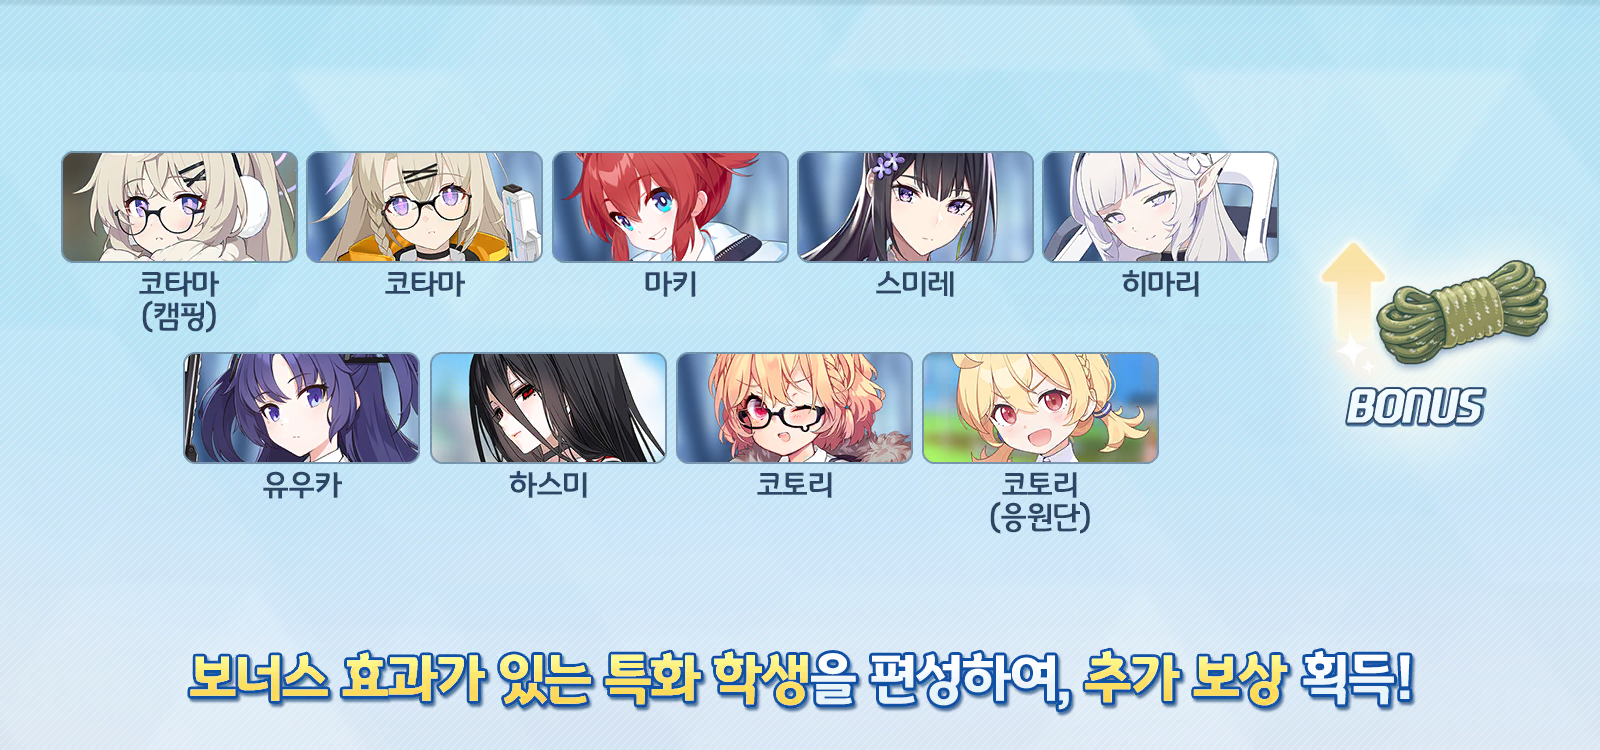 코타마
(캠핑)
코타마
마키
스미레
히마리
유우카
하스미
코토리
코토리
(응원단)
BONUS
보너스 효과가 있는 특화 학생을 편성하여, 추가 보상 획득!